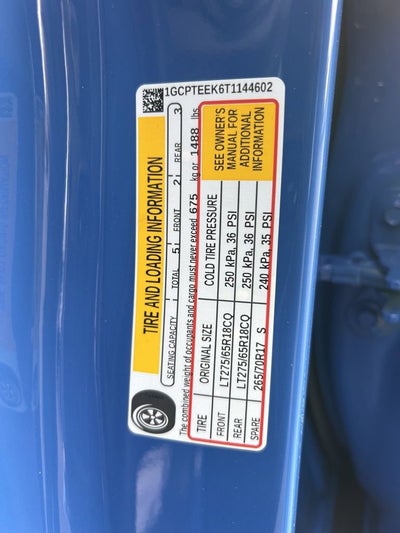 1GCPTEEK6T1144602
TIRE AND LOADING INFORMATION
SEATING CAPACITY TOTAL 5 FRONT 2 REAR 3
The combined weight of occupants and cargo must never exceed 675 kg or 1488 lbs
TIRE ORIGINAL SIZE COLD TIRE PRESSURE
FRONT LT275/65R18CQ 250 kPa, 36 PSI
REAR LT275/65R18CQ 250 kPa, 36 PSI
SPARE 265/70R17 S 240 kPa, 35 PSI
SEE OWNER'S
MANUAL FOR
ADDITIONAL
INFORMATION